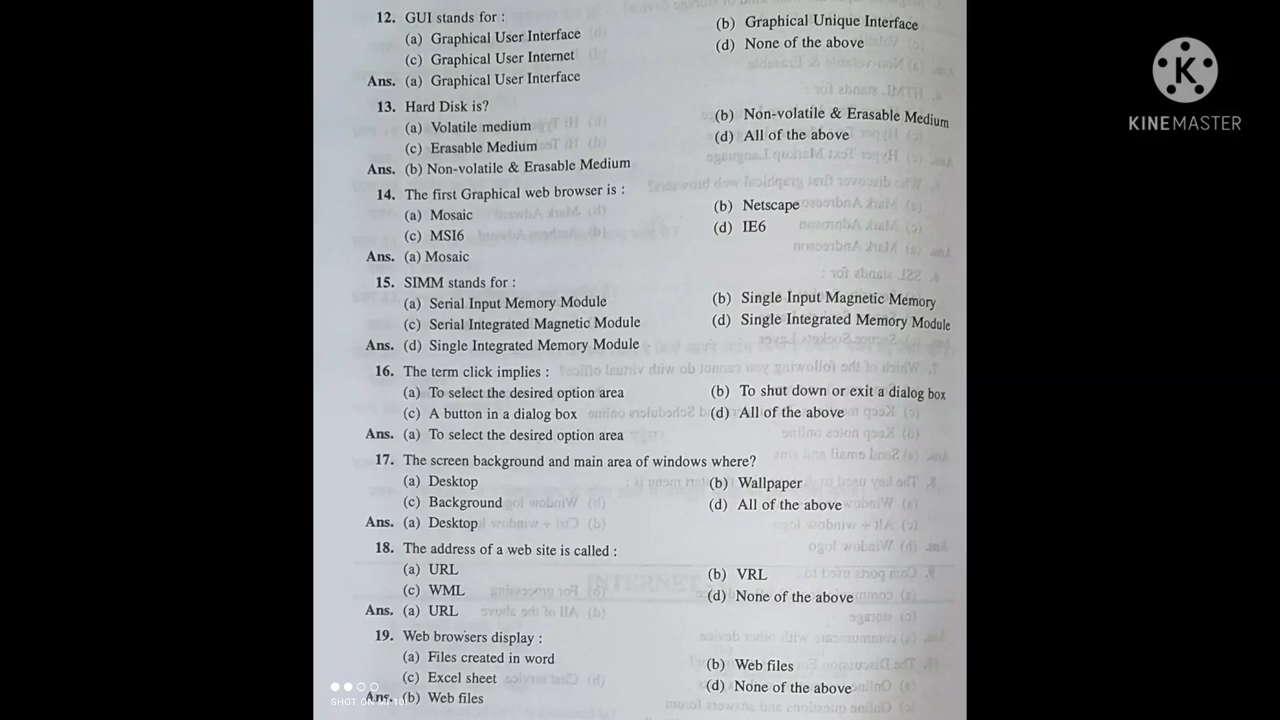 12. GUI stands for :
(a) Graphical User Interface (b) Graphical Unique Interface
(c) Graphical User Internet (d) None of the above
Ans. (a) Graphical User Interface
13. Hard Disk is?
(a) Volatile medium (b) Non-volatile & Erasable Medium
(c) Erasable Medium (d) All of the above
Ans. (b) Non-volatile & Erasable Medium
14. The first Graphical web browser is :
(a) Mosaic (b) Netscape
(c) MSI6 (d) IE6
Ans. (a) Mosaic
15. SIMM stands for :
(a) Serial Input Memory Module (b) Single Input Magnetic Memory
(c) Serial Integrated Magnetic Module (d) Single Integrated Memory Module
Ans. (d) Single Integrated Memory Module
16. The term click implies :
(a) To select the desired option area (b) To shut down or exit a dialog box
(c) A button in a dialog box (d) All of the above
Ans. (a) To select the desired option area
17. The screen background and main area of windows where?
(a) Desktop (b) Wallpaper
(c) Background (d) All of the above
Ans. (a) Desktop
18. The address of a web site is called :
(a) URL (b) VRL
(c) WML (d) None of the above
Ans. (a) URL
19. Web browsers display :
(a) Files created in word (b) Web files
(c) Excel sheet (d) None of the above
Ans. (b) Web files
SHOT ON MI 10i
K
KINEMASTER